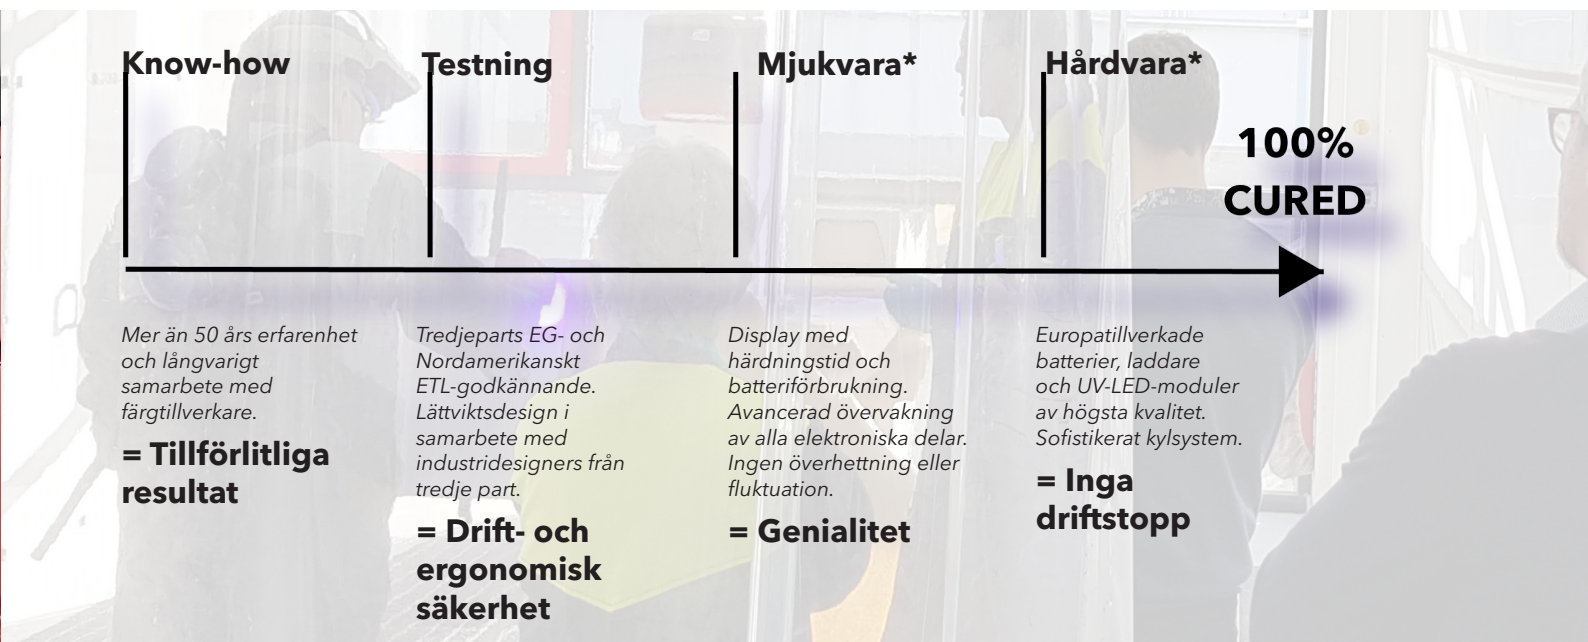 Know-how
Testning
Mjukvara*
Hårdvara*
100%
CURED
Mer än 50 års erfarenhet
och långvarigt
samarbete med
färgtillverkare.
= Tillförlitliga
resultat
Tredjeparts EG- och
Nordamerikanskt
ETL-godkännande.
Lättviktsdesign i
samarbete med
industridesigners från
tredje part.
= Drift- och
ergonomisk
säkerhet
Display med
härdningstid och
batteriförbrukning.
Avancerad övervakning
av alla elektroniska delar.
Ingen överhettning eller
fluktuation.
= Genialitet
Europatillverkade
batterier, laddare
och UV-LED-moduler
av högsta kvalitet.
Sofistikerat kylsystem.
= Inga
driftstopp